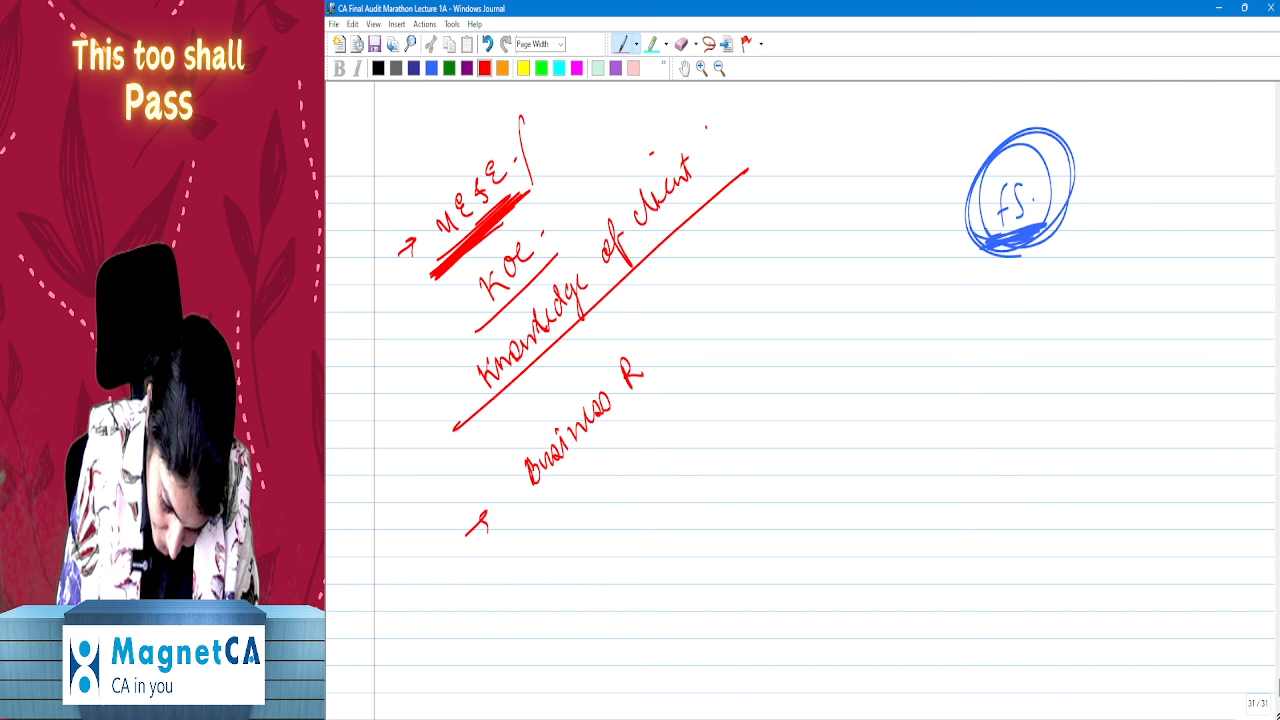 This too shall
Pass
CA Final Audit Marathon Lecture 1A - Windows Journal
File Edit View Insert Actions Tools Help
Page Width
B I
KOC.
Knowledge of client
Business R
fs.
MagnetCA
CA in you
31 / 31